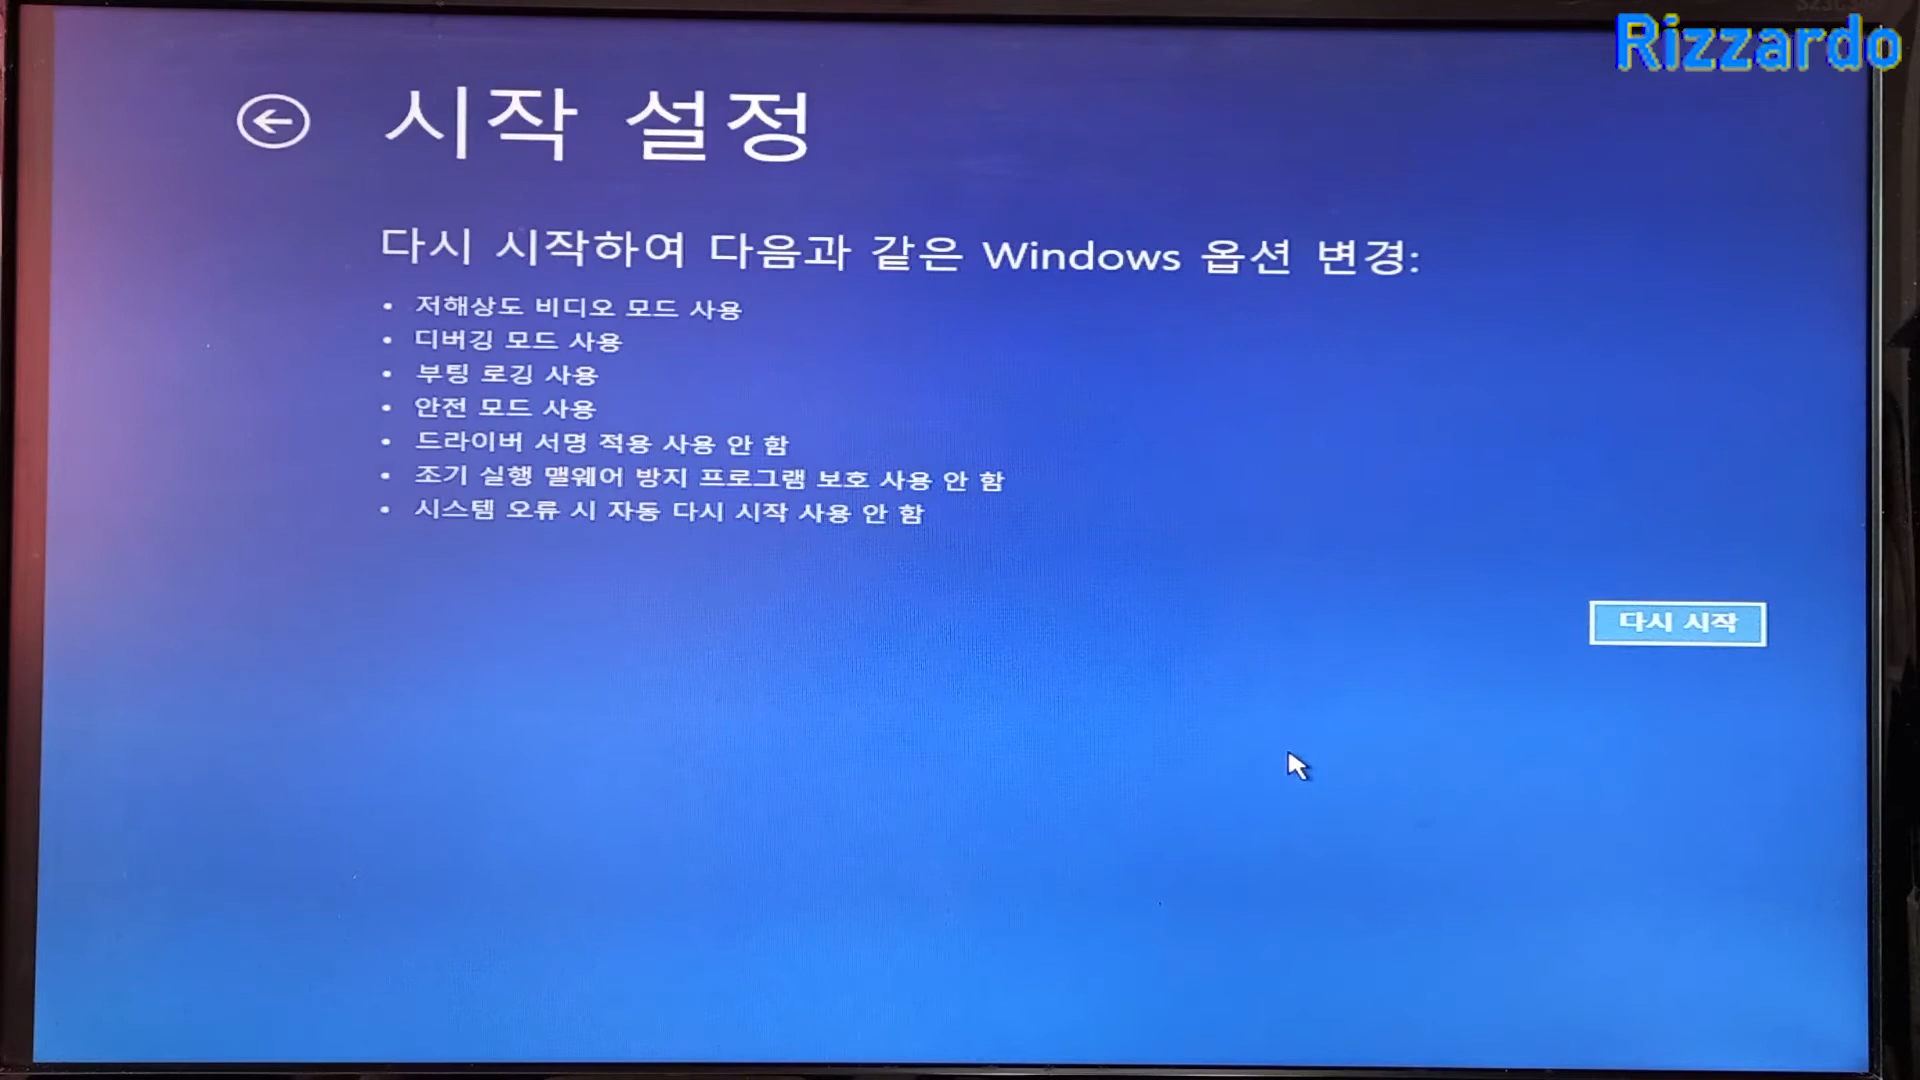 Rizzardo
시작 설정
다시 시작하여 다음과 같은 Windows 옵션 변경:
• 저해상도 비디오 모드 사용
• 디버깅 모드 사용
• 부팅 로깅 사용
• 안전 모드 사용
• 드라이버 서명 적용 사용 안 함
• 조기 실행 맬웨어 방지 프로그램 보호 사용 안 함
• 시스템 오류 시 자동 다시 시작 사용 안 함
다시 시작